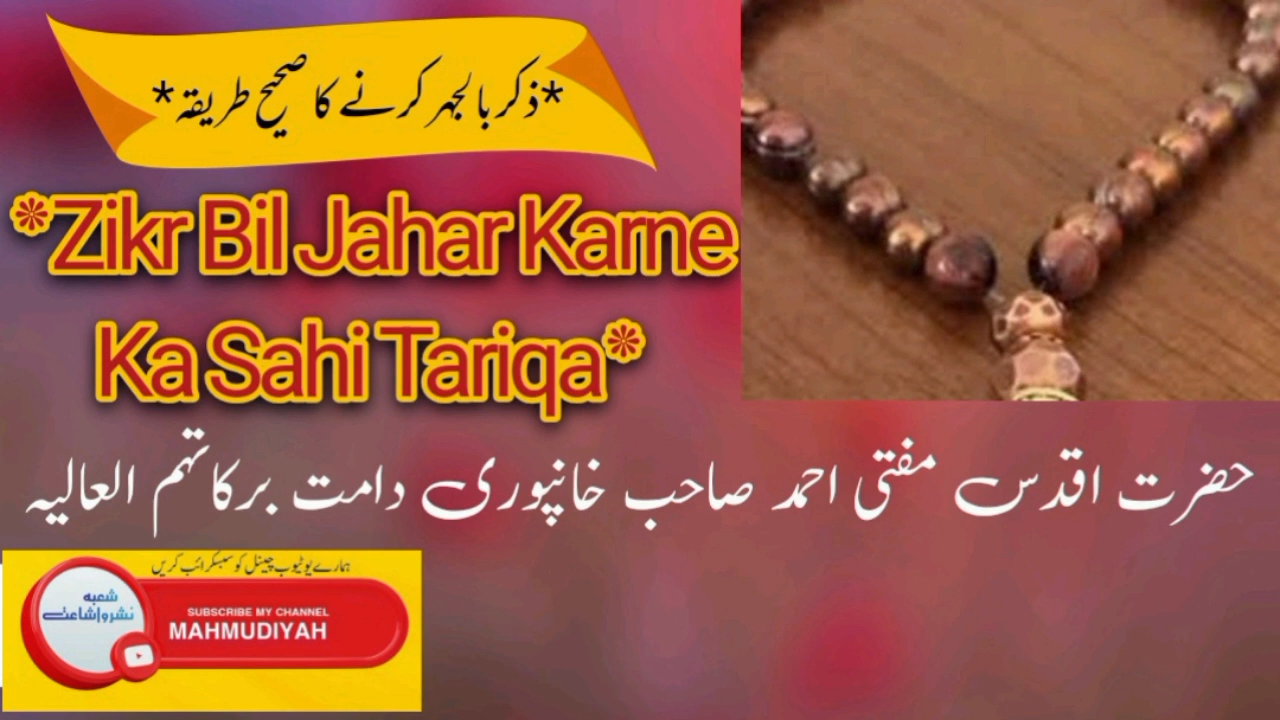 *ذکر بالجہر کرنے کا صحیح طریقہ*
*Zikr Bil Jahar Karne
Ka Sahi Tariqa*
حضرت اقدس مفتی احمد صاحب خانپوری دامت برکاتہم العالیہ
ہمارے یوٹیوب چینل کو سبسکرائب کریں
شعبہ
نشرواشاعت
SUBSCRIBE MY CHANNEL
MAHMUDIYAH